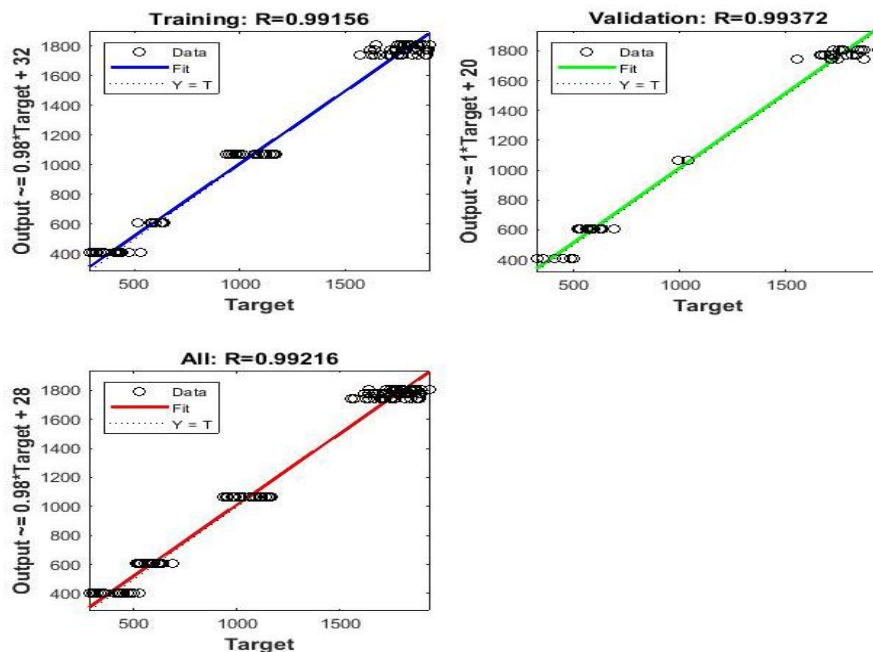 Training: R=0.99156
Output ~= 0.98*Target + 32
1800
1600
1400
1200
1000
800
600
400
Data
Fit
Y = T
500
1000
1500
Target
Validation: R=0.99372
Output ~= 1*Target + 20
1800
1600
1400
1200
1000
800
600
400
Data
Fit
Y = T
500
1000
1500
Target
All: R=0.99216
Output ~= 0.98*Target + 28
1800
1600
1400
1200
1000
800
600
400
Data
Fit
Y = T
500
1000
1500
Target